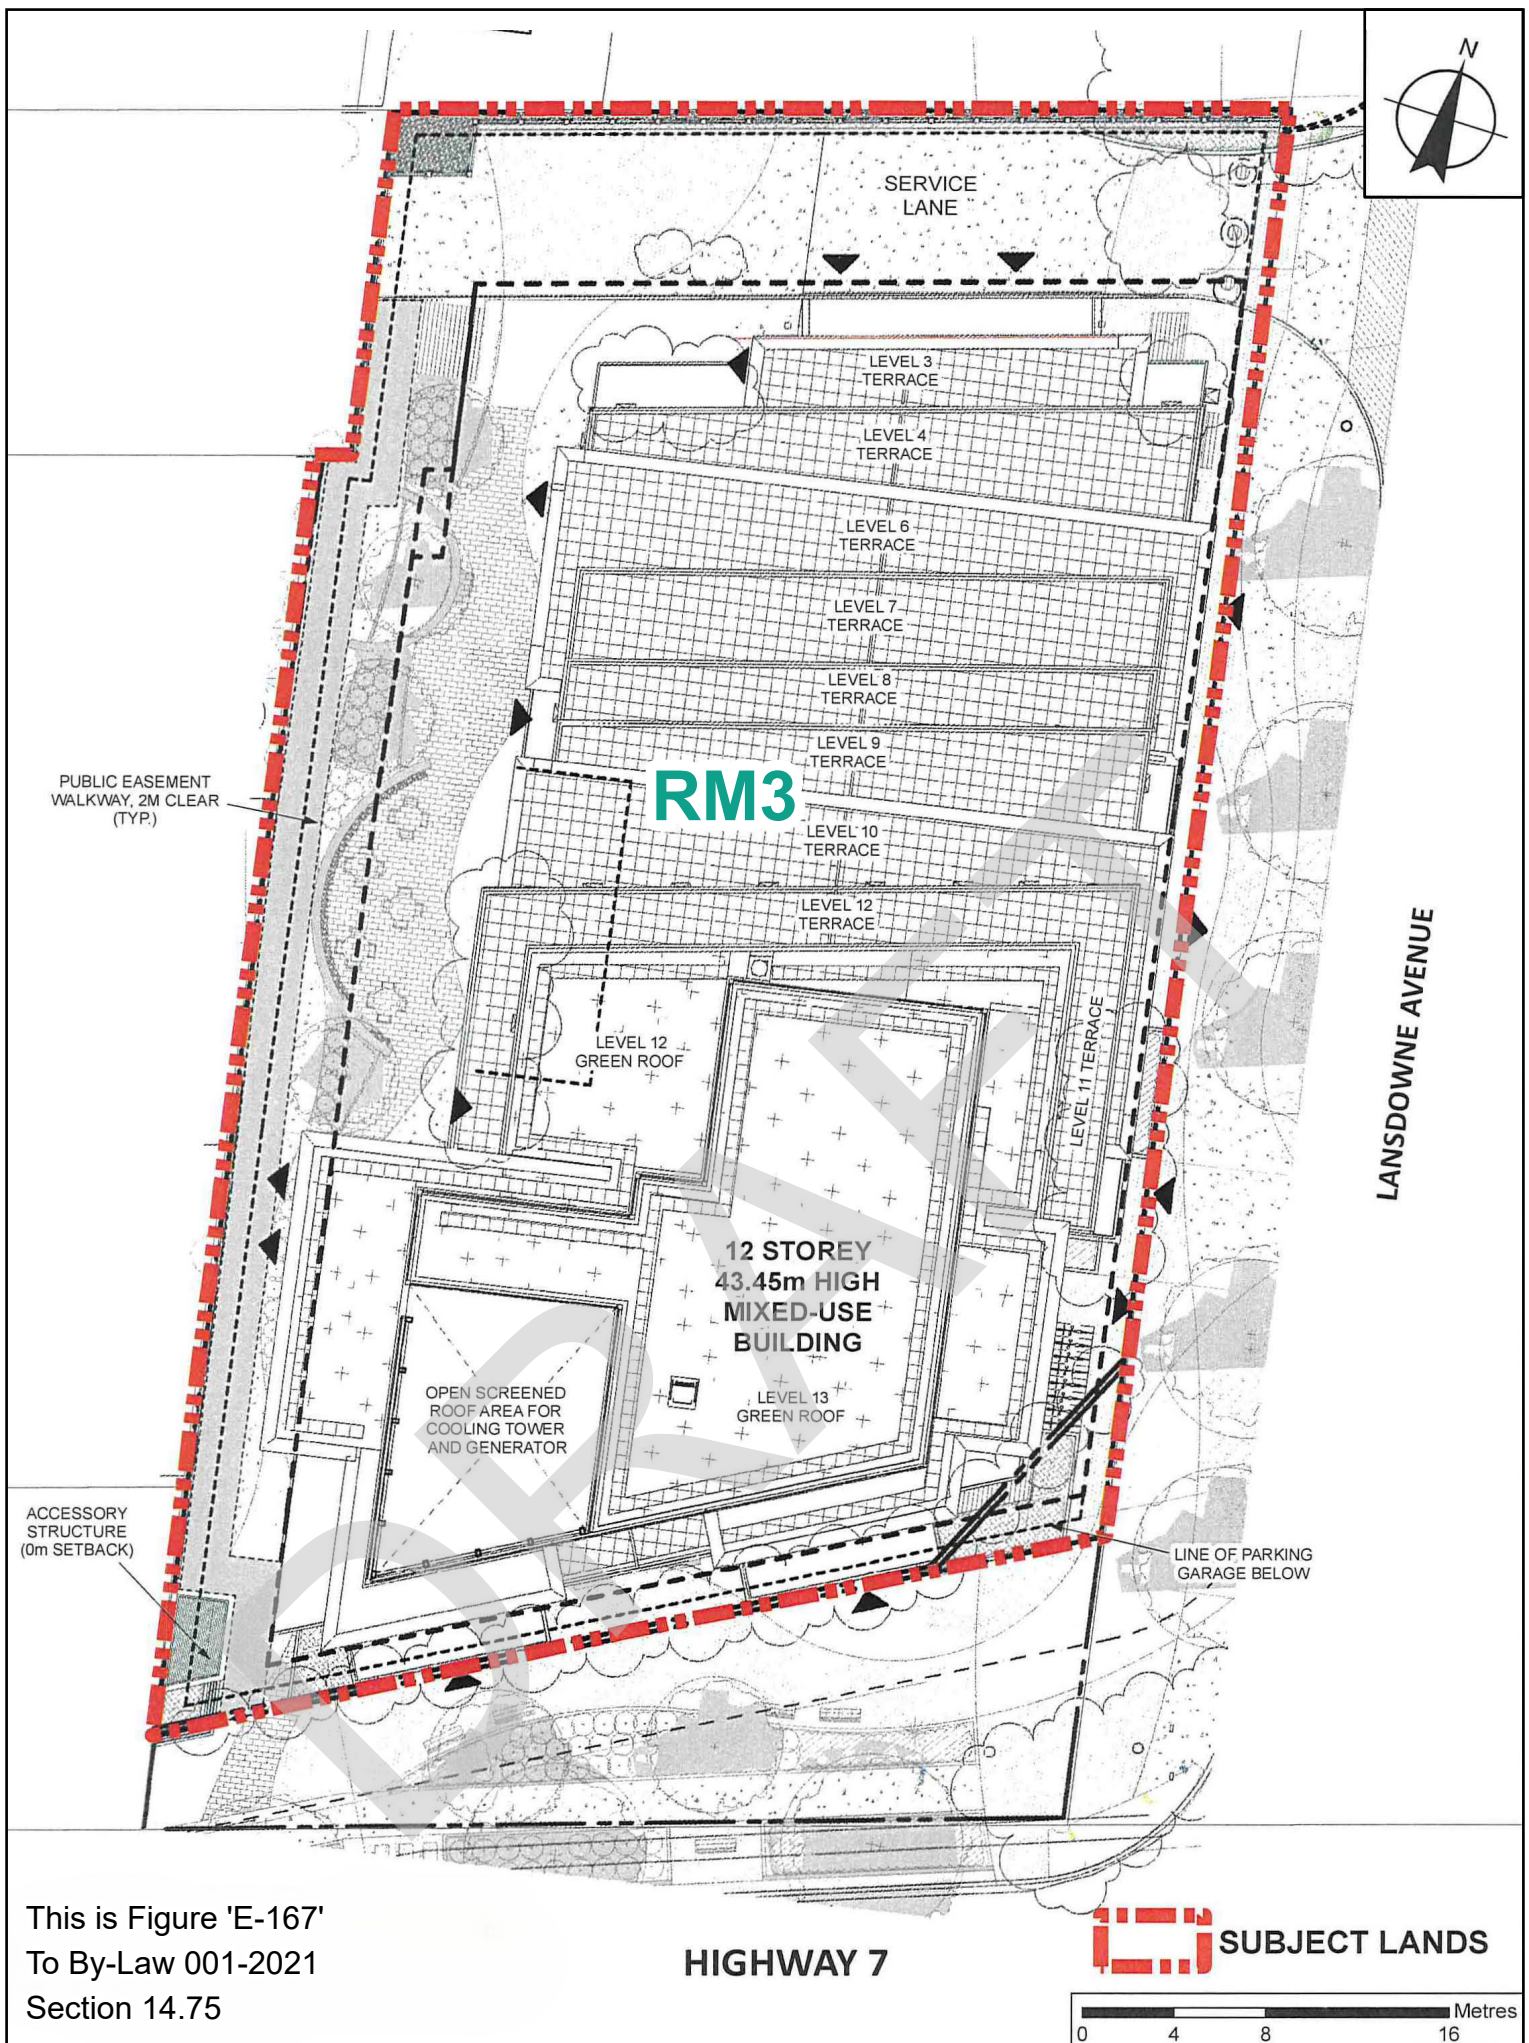 N
SERVICE
LANE
LEVEL 3
TERRACE
LEVEL 4
TERRACE
LEVEL 6
TERRACE
LEVEL 7
TERRACE
LEVEL 8
TERRACE
LEVEL 9
TERRACE
RM3
PUBLIC EASEMENT
WALKWAY, 2M CLEAR
(TYP.)
LEVEL 10
TERRACE
LEVEL 12
TERRACE
LEVEL 12
GREEN ROOF
LEVEL 11 TERRACE
LANSDOWNE AVENUE
12 STOREY
43.45m HIGH
MIXED-USE
BUILDING
OPEN SCREENED
ROOF AREA FOR
COOLING TOWER
AND GENERATOR
LEVEL 13
GREEN ROOF
ACCESSORY
STRUCTURE
(0m SETBACK)
LINE OF PARKING
GARAGE BELOW
DRAFT
This is Figure 'E-167'
To By-Law 001-2021
Section 14.75
HIGHWAY 7
SUBJECT LANDS
Metres
0 4 8 16